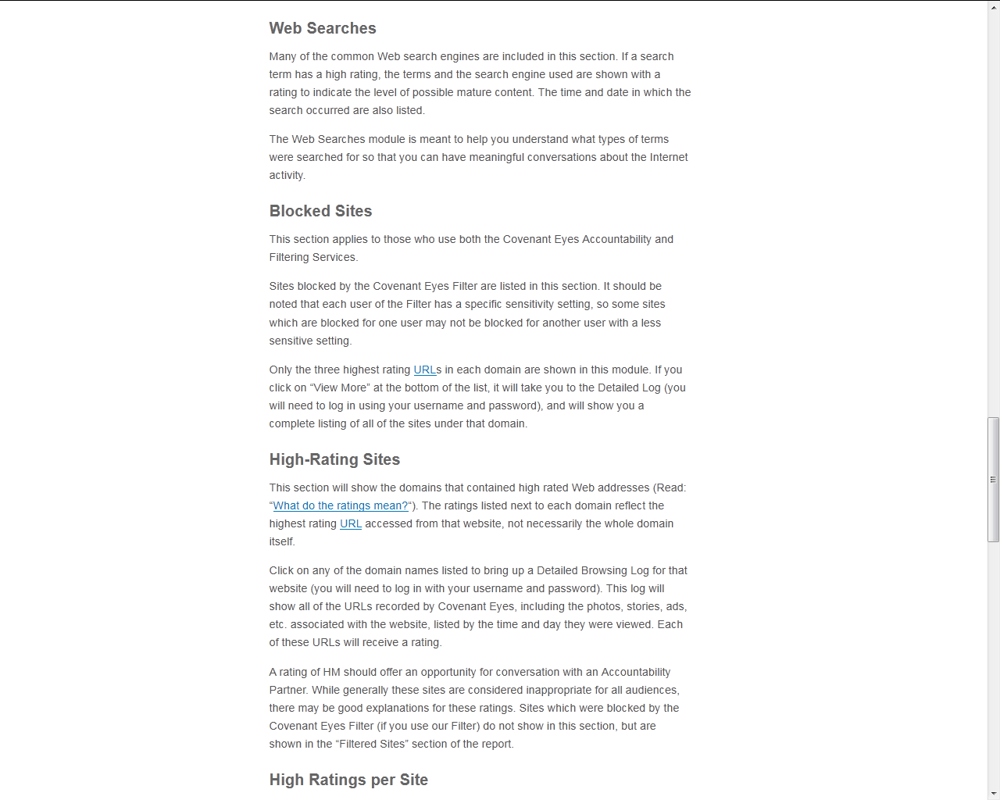 Web Searches
Many of the common Web search engines are included in this section. If a search
term has a high rating, the terms and the search engine used are shown with a
rating to indicate the level of possible mature content. The time and date in which the
search occurred are also listed.
The Web Searches module is meant to help you understand what types of terms
were searched for so that you can have meaningful conversations about the Internet
activity.
Blocked Sites
This section applies to those who use both the Covenant Eyes Accountability and
Filtering Services.
Sites blocked by the Covenant Eyes Filter are listed in this section. It should be
noted that each user of the Filter has a specific sensitivity setting, so some sites
which are blocked for one user may not be blocked for another user with a less
sensitive setting.
Only the three highest rating URLs in each domain are shown in this module. If you
click on “View More” at the bottom of the list, it will take you to the Detailed Log (you
will need to log in using your username and password), and will show you a
complete listing of all of the sites under that domain.
High-Rating Sites
This section will show the domains that contained high rated Web addresses (Read:
“What do the ratings mean?“). The ratings listed next to each domain reflect the
highest rating URL accessed from that website, not necessarily the whole domain
itself.
Click on any of the domain names listed to bring up a Detailed Browsing Log for that
website (you will need to log in with your username and password). This log will
show all of the URLs recorded by Covenant Eyes, including the photos, stories, ads,
etc. associated with the website, listed by the time and day they were viewed. Each
of these URLs will receive a rating.
A rating of HM should offer an opportunity for conversation with an Accountability
Partner. While generally these sites are considered inappropriate for all audiences,
there may be good explanations for these ratings. Sites which were blocked by the
Covenant Eyes Filter (if you use our Filter) do not show in this section, but are
shown in the “Filtered Sites” section of the report.
High Ratings per Site